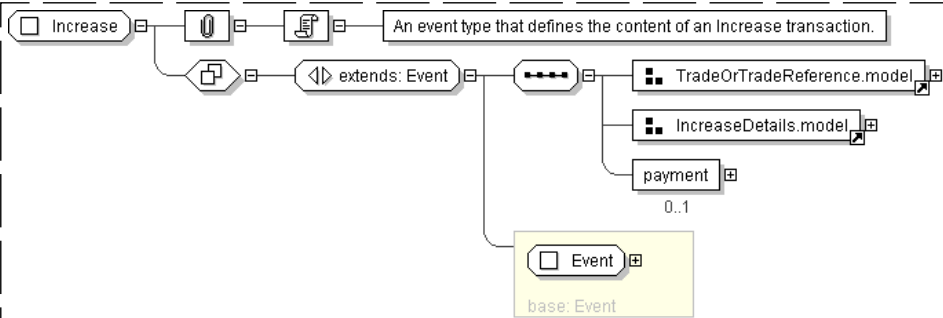 Increase
An event type that defines the content of an Increase transaction.
extends: Event
TradeOrTradeReference.model
IncreaseDetails.model
payment
0..1
Event
base: Event